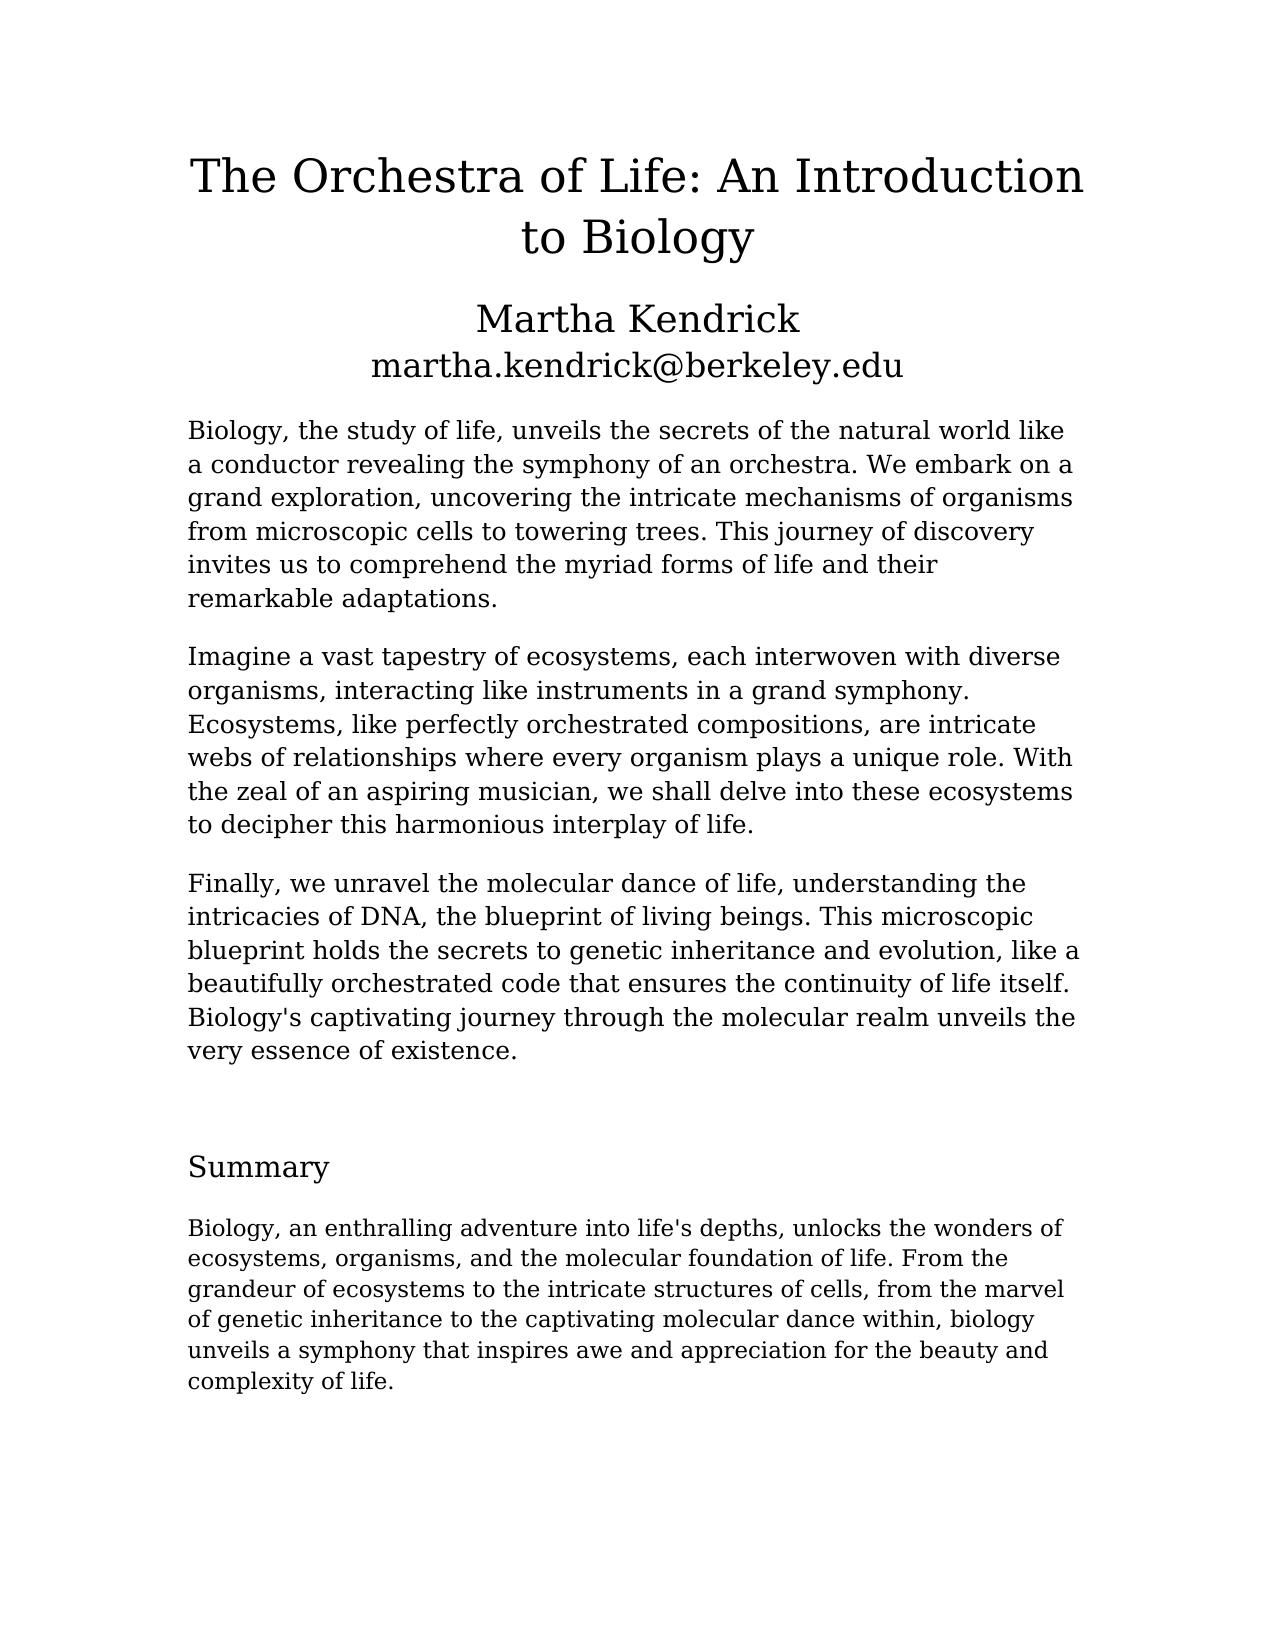 The Orchestra of Life: An Introduction
to Biology
Martha Kendrick
martha.kendrick@berkeley.edu
Biology, the study of life, unveils the secrets of the natural world like
a conductor revealing the symphony of an orchestra. We embark on a
grand exploration, uncovering the intricate mechanisms of organisms
from microscopic cells to towering trees. This journey of discovery
invites us to comprehend the myriad forms of life and their
remarkable adaptations.
Imagine a vast tapestry of ecosystems, each interwoven with diverse
organisms, interacting like instruments in a grand symphony.
Ecosystems, like perfectly orchestrated compositions, are intricate
webs of relationships where every organism plays a unique role. With
the zeal of an aspiring musician, we shall delve into these ecosystems
to decipher this harmonious interplay of life.
Finally, we unravel the molecular dance of life, understanding the
intricacies of DNA, the blueprint of living beings. This microscopic
blueprint holds the secrets to genetic inheritance and evolution, like a
beautifully orchestrated code that ensures the continuity of life itself.
Biology's captivating journey through the molecular realm unveils the
very essence of existence.
Summary
Biology, an enthralling adventure into life's depths, unlocks the wonders of
ecosystems, organisms, and the molecular foundation of life. From the
grandeur of ecosystems to the intricate structures of cells, from the marvel
of genetic inheritance to the captivating molecular dance within, biology
unveils a symphony that inspires awe and appreciation for the beauty and
complexity of life.